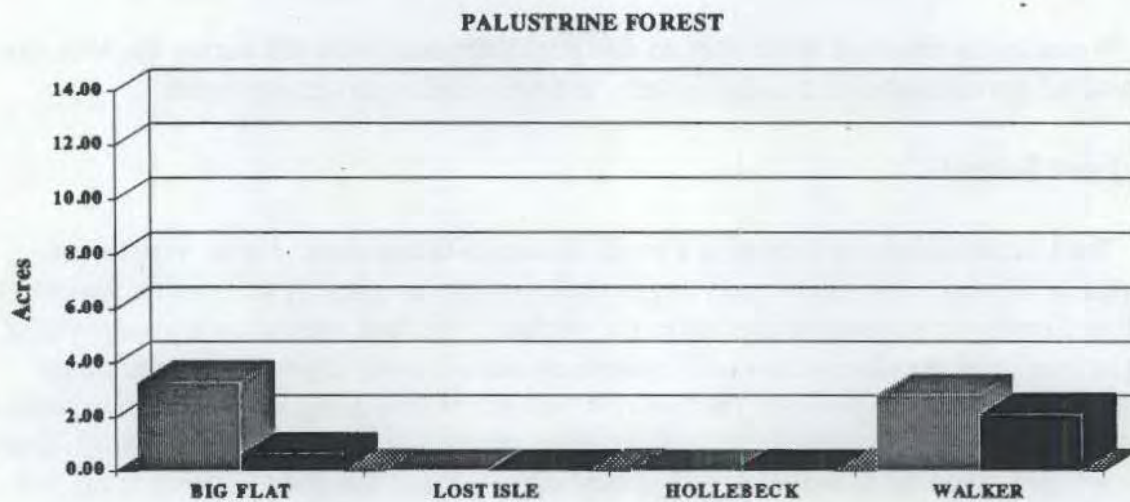 PALUSTRINE FOREST
14.00
12.00
10.00
8.00
6.00
4.00
2.00
0.00
Acres
BIG FLAT
LOST ISLE
HOLLEBECK
WALKER